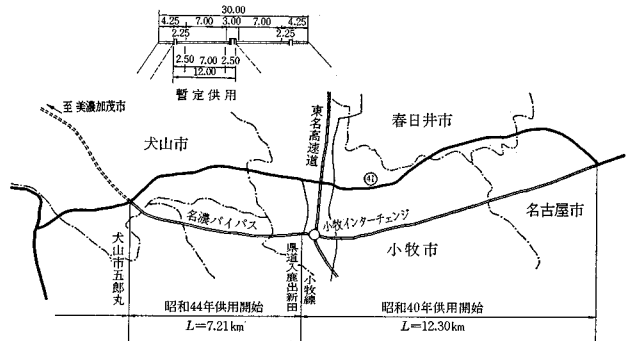 30.00
4.25 7.00 3.00 7.00 4.25
2.25 2.25
2.50 7.00 2.50
12.00
暫定供用
至 美濃加茂市
犬山市
東名高速道
春日井市
41
名濃バイパス
小牧インターチェンジ
名古屋市
小牧市
犬山市五郎丸
県道入鹿出新田
小牧線
昭和44年供用開始
L=7.21km
昭和40年供用開始
L=12.30km